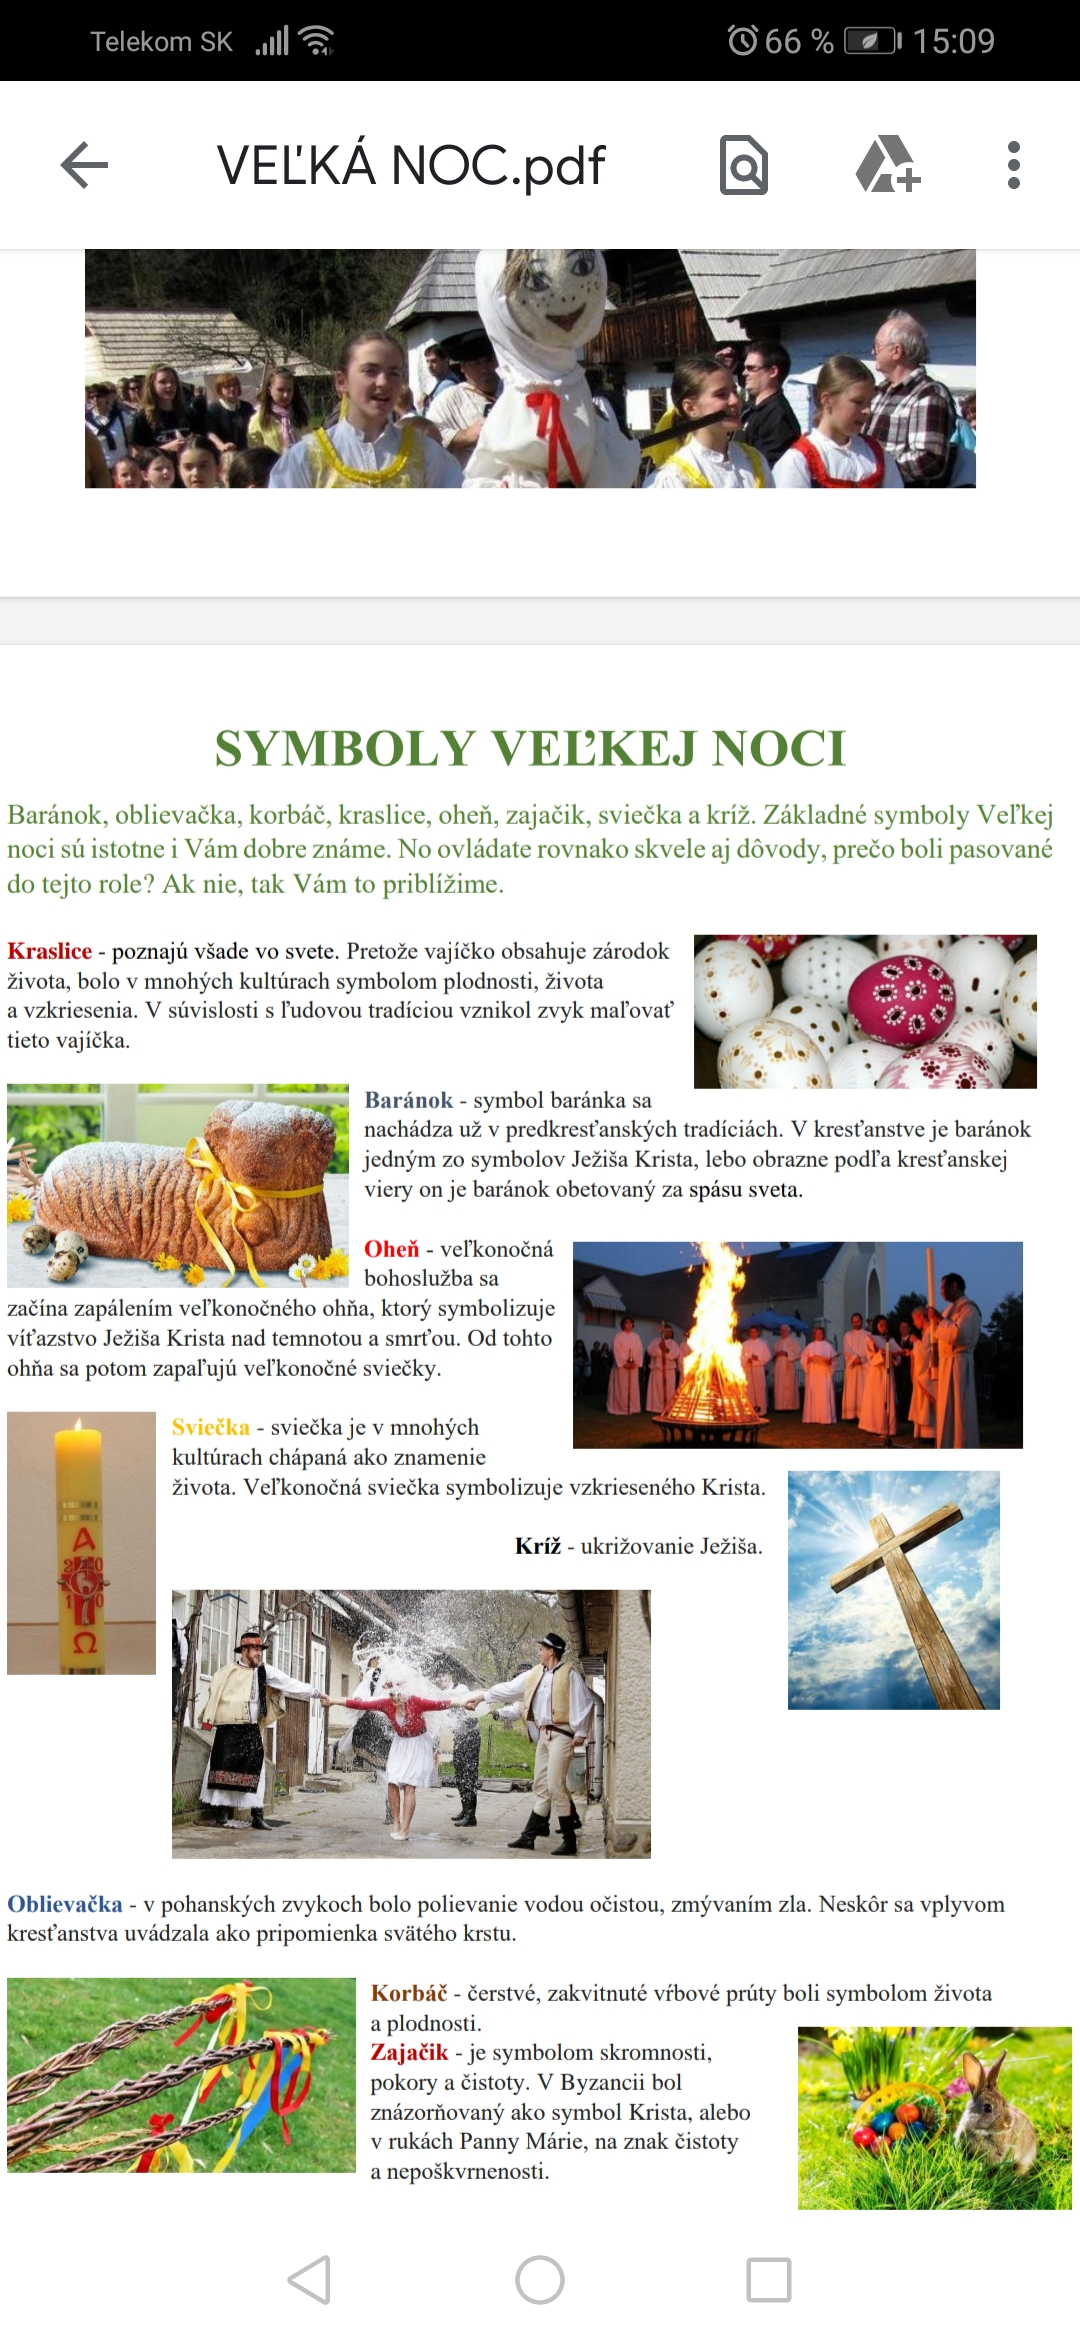 Telekom SK
66 %
15:09
VEĽKÁ NOC.pdf
SYMBOLY VEĽKEJ NOCI
Baránok, oblievačka, korbáč, kraslice, oheň, zajačik, sviečka a kríž. Základné symboly Veľkej
noci sú istotne i Vám dobre známe. No ovládate rovnako skvele aj dôvody, prečo boli pasované
do tejto role? Ak nie, tak Vám to priblížime.
Kraslice - poznajú všade vo svete. Pretože vajíčko obsahuje zárodok
života, bolo v mnohých kultúrach symbolom plodnosti, života
a vzkriesenia. V súvislosti s ľudovou tradíciou vznikol zvyk maľovať
tieto vajíčka.
Baránok - symbol baránka sa
nachádza už v predkresťanských tradíciách. V kresťanstve je baránok
jedným zo symbolov Ježiša Krista, lebo obrazne podľa kresťanskej
viery on je baránok obetovaný za spásu sveta.
Oheň - veľkonočná
bohoslužba sa
začína zapálením veľkonočného ohňa, ktorý symbolizuje
víťazstvo Ježiša Krista nad temnotou a smrťou. Od tohto
ohňa sa potom zapaľujú veľkonočné sviečky.
Sviečka - sviečka je v mnohých
kultúrach chápaná ako znamenie
života. Veľkonočná sviečka symbolizuje vzkrieseného Krista.
A
Ω
Kríž - ukrižovanie Ježiša.
Oblievačka - v pohanských zvykoch bolo polievanie vodou očistou, zmývaním zla. Neskôr sa vplyvom
kresťanstva uvádzala ako pripomienka svätého krstu.
Korbáč - čerstvé, zakvitnuté vŕbové prúty boli symbolom života
a plodnosti.
Zajačik - je symbolom skromnosti,
pokory a čistoty. V Byzancii bol
znázorňovaný ako symbol Krista, alebo
v rukách Panny Márie, na znak čistoty
a nepoškvrnenosti.